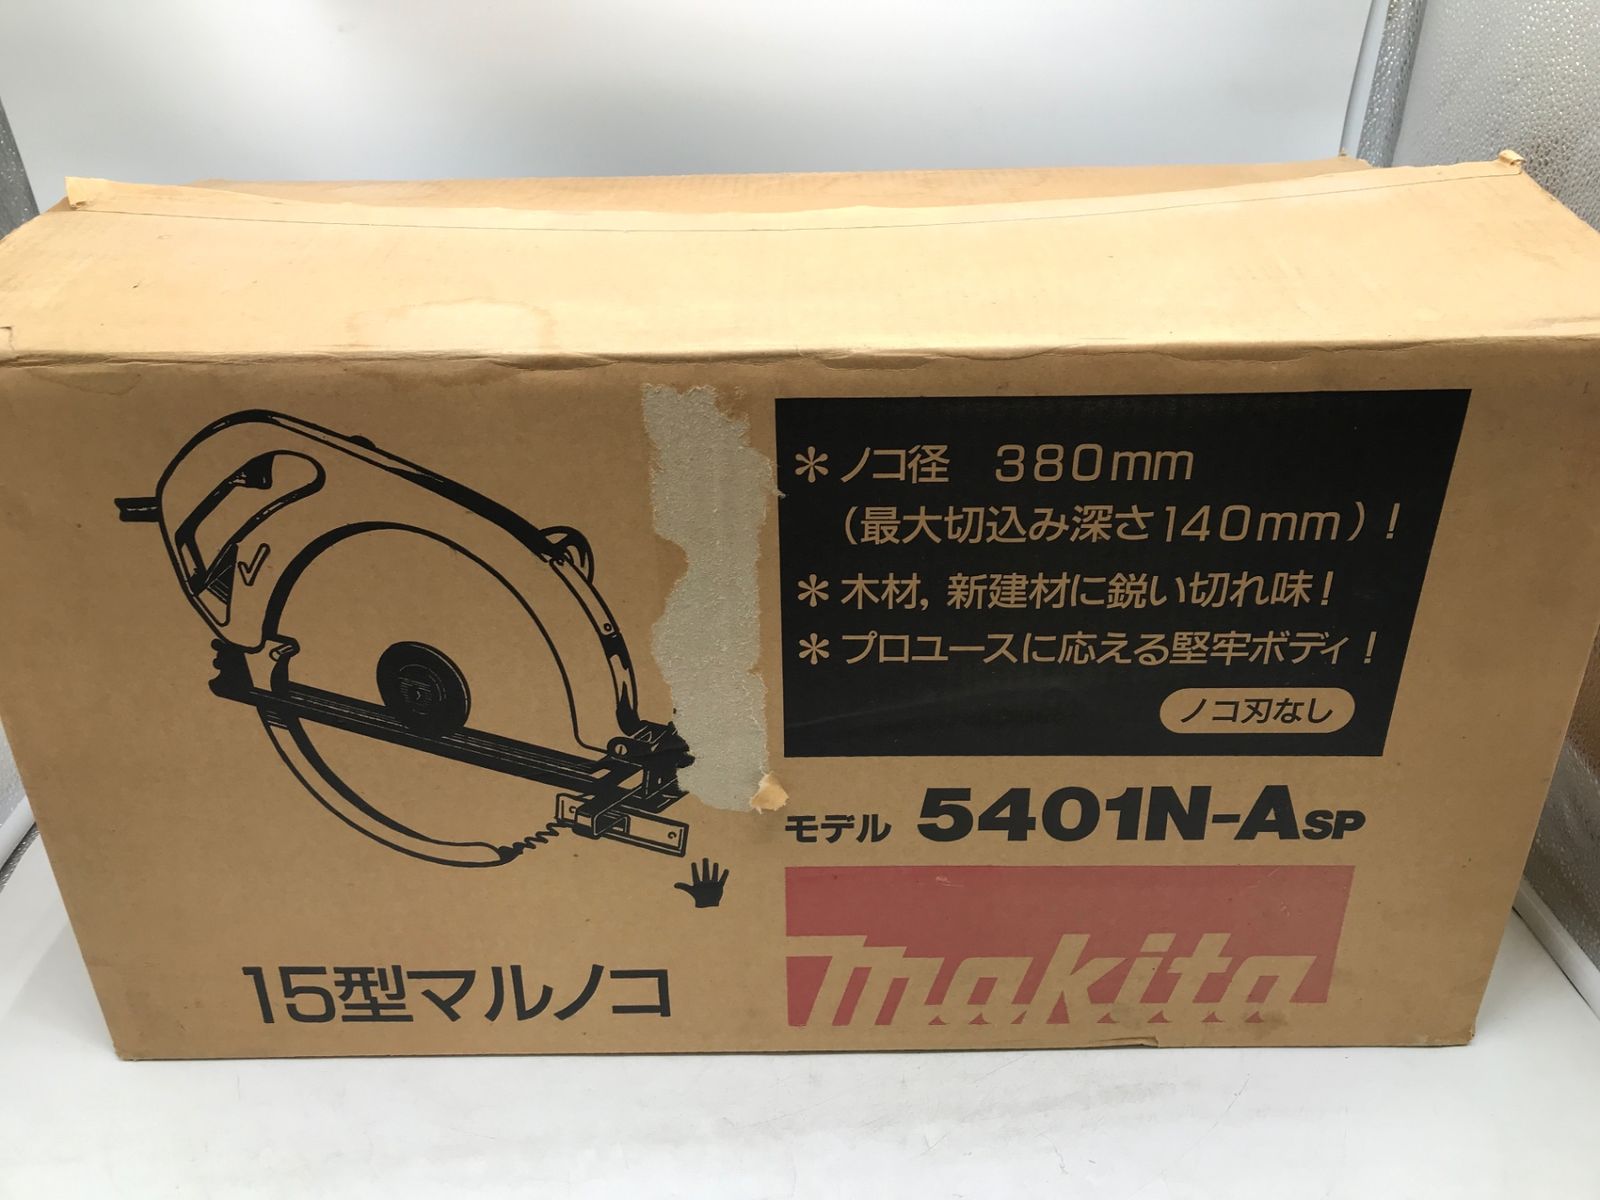 ＊ノコ径 380mm
（最大切込み深さ140mm）！
＊木材，新建材に鋭い切れ味！
＊プロユースに応える堅牢ボディ！
ノコ刃なし
モデル 5401N-ASP
makita
15型マルノコ